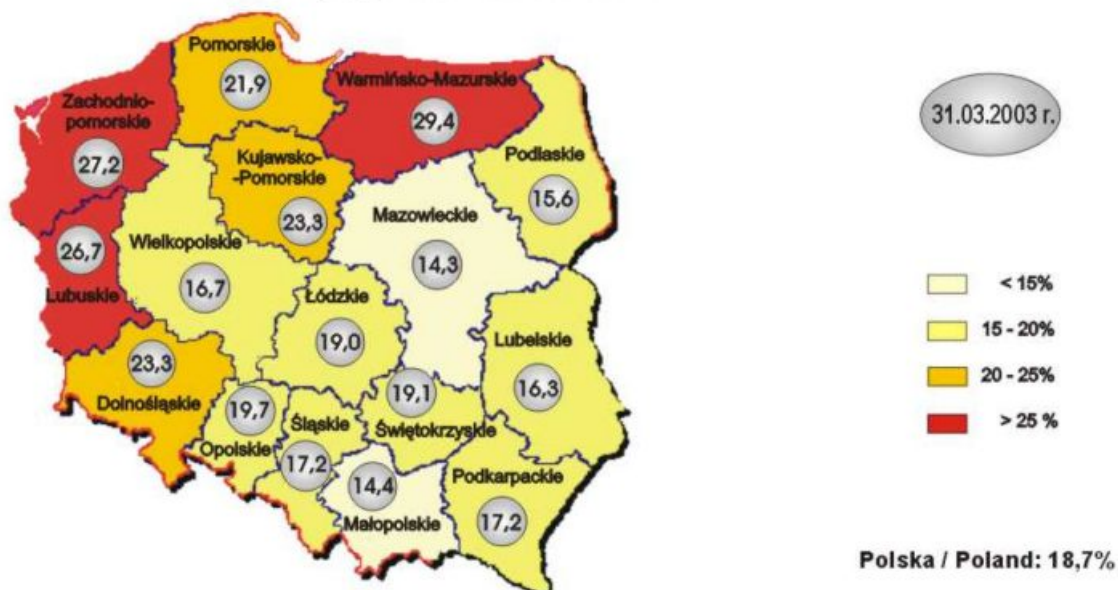 Pomorskie
21,9
Warmińsko-Mazurskie
29,4
Zachodnio-
pomorskie
27,2
Kujawsko-
-Pomorskie
23,3
Podlaskie
15,6
Mazowieckie
14,3
26,7
Lubuskie
Wielkopolskie
16,7
Łódzkie
19,0
Lubelskie
16,3
23,3
Dolnośląskie
19,7
Opolskie
Śląskie
17,2
19,1
Świętokrzyskie
14,4
Małopolskie
Podkarpackie
17,2
31.03.2003 r.
< 15%
15 - 20%
20 - 25%
> 25 %
Polska / Poland: 18,7%